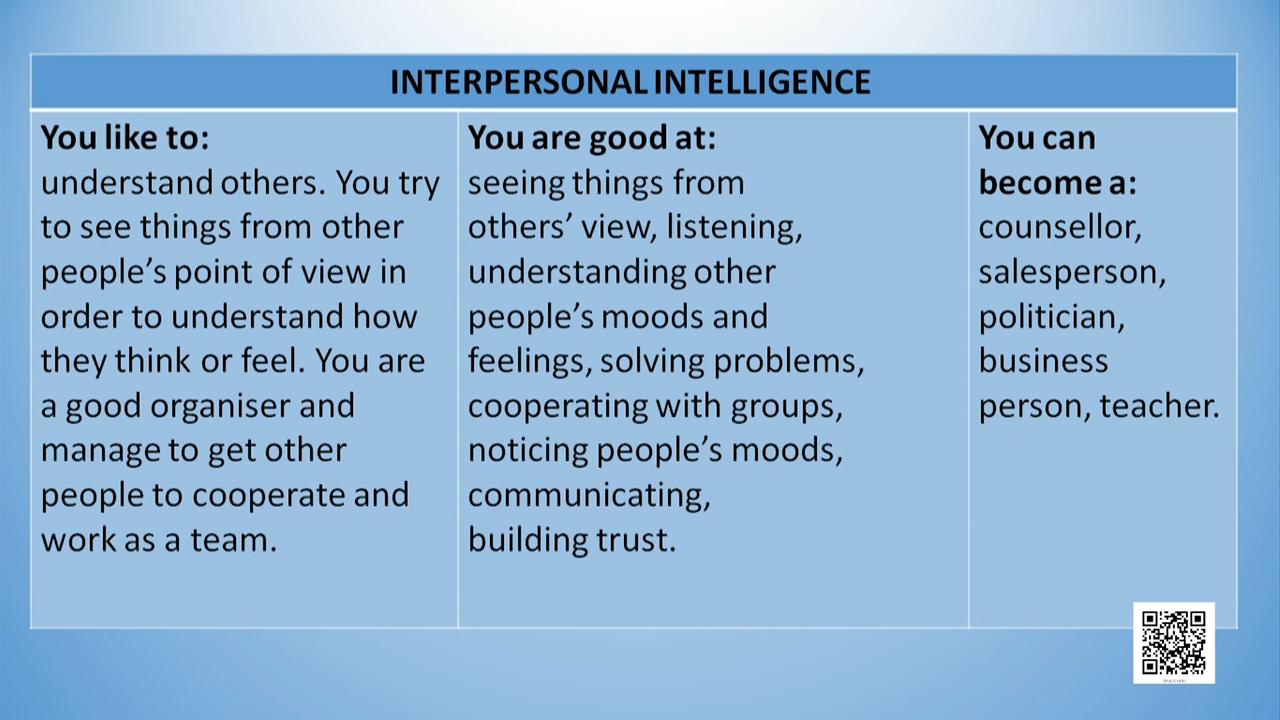 INTERPERSONAL INTELLIGENCE
You like to:
understand others. You try
to see things from other
people’s point of view in
order to understand how
they think or feel. You are
a good organiser and
manage to get other
people to cooperate and
work as a team.
You are good at:
seeing things from
others’ view, listening,
understanding other
people’s moods and
feelings, solving problems,
cooperating with groups,
noticing people’s moods,
communicating,
building trust.
You can
become a:
counsellor,
salesperson,
politician,
business
person, teacher.